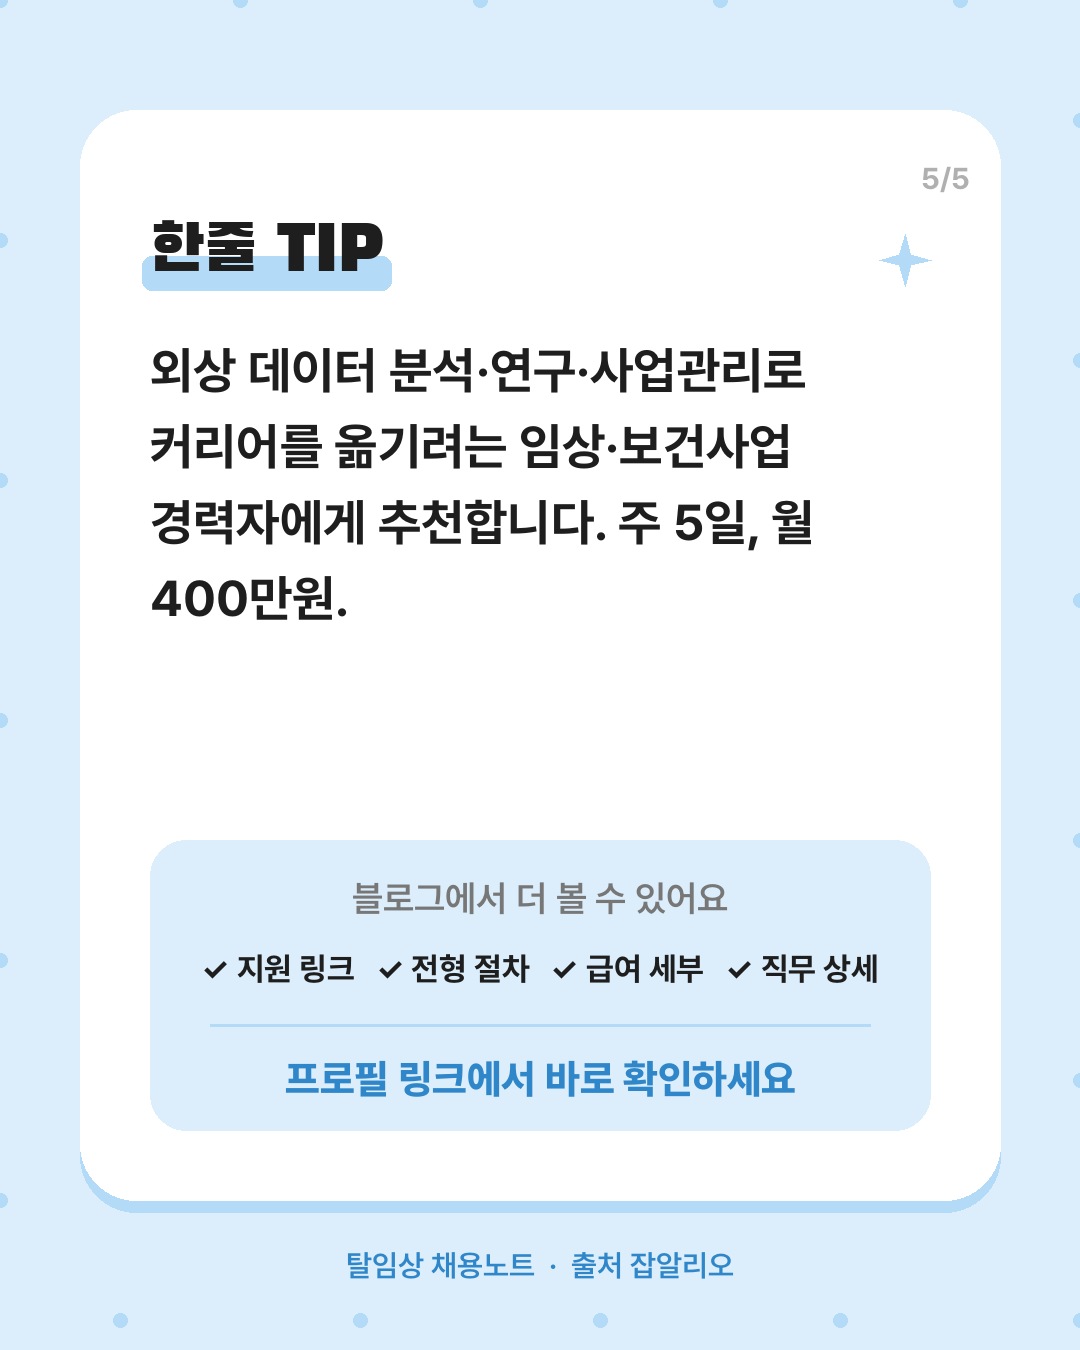 5/5
한줄 TIP
외상 데이터 분석·연구·사업관리로
커리어를 옮기려는 임상·보건사업
경력자에게 추천합니다. 주 5일, 월
400만원.
블로그에서 더 볼 수 있어요
✓ 지원 링크 ✓ 전형 절차 ✓ 급여 세부 ✓ 직무 상세
프로필 링크에서 바로 확인하세요
탈임상 채용노트 · 출처 잡알리오